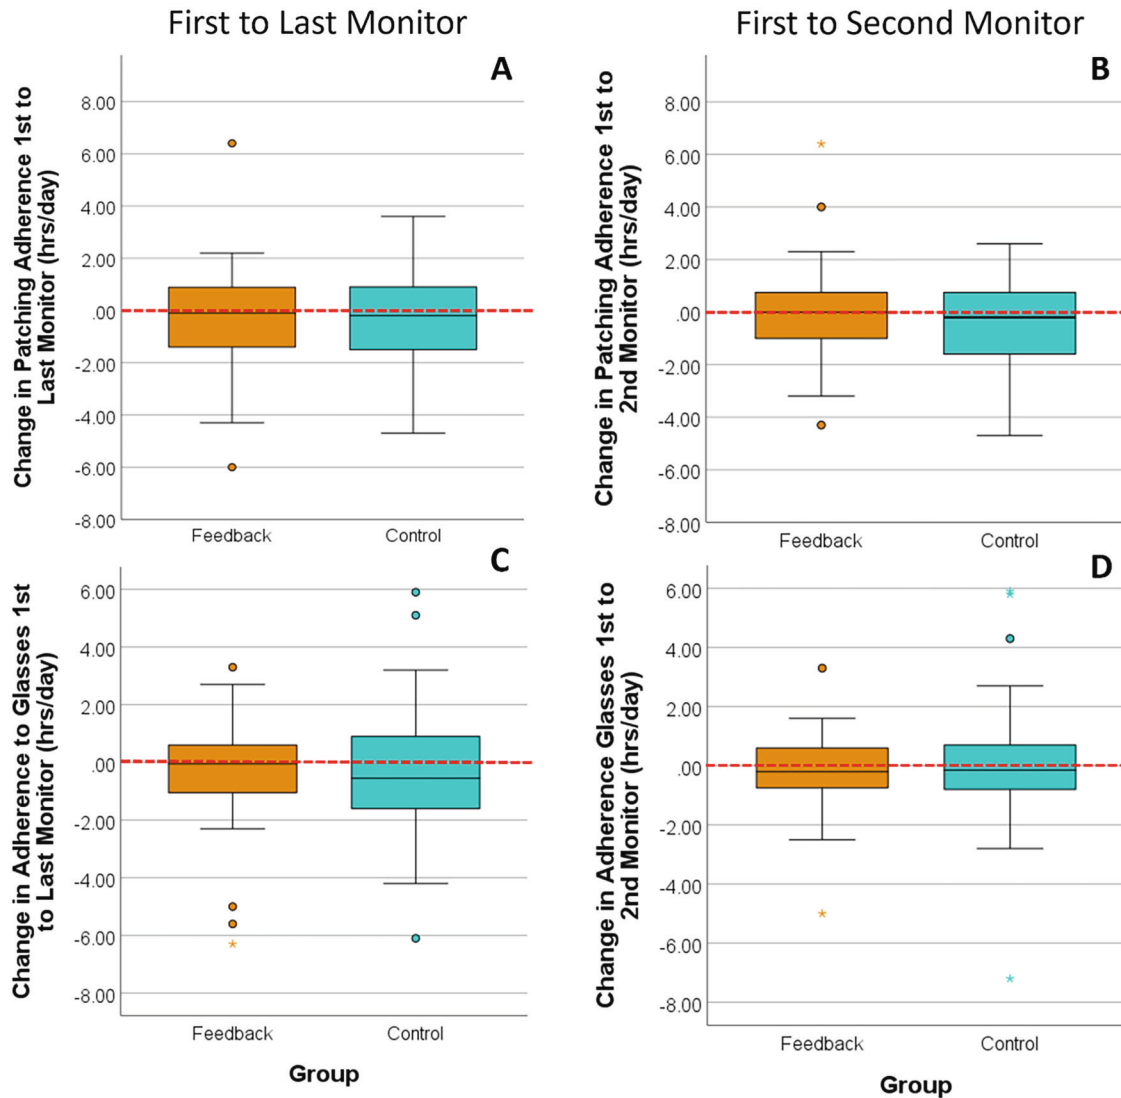 First to Last Monitor
First to Second Monitor
A
Change in Patching Adherence 1st to
Last Monitor (hrs/day)
8.00
6.00
4.00
2.00
.00
-2.00
-4.00
-6.00
-8.00
Feedback
Control
B
Change in Patching Adherence 1st to
2nd Monitor (hrs/day)
8.00
6.00
4.00
2.00
.00
-2.00
-4.00
-6.00
-8.00
Feedback
Control
C
Change in Adherence to Glasses 1st
to Last Monitor (hrs/day)
6.00
4.00
2.00
.00
-2.00
-4.00
-6.00
-8.00
Feedback
Control
Group
D
Change in Adherence Glasses 1st to
2nd Monitor (hrs/day)
6.00
4.00
2.00
.00
-2.00
-4.00
-6.00
-8.00
Feedback
Control
Group